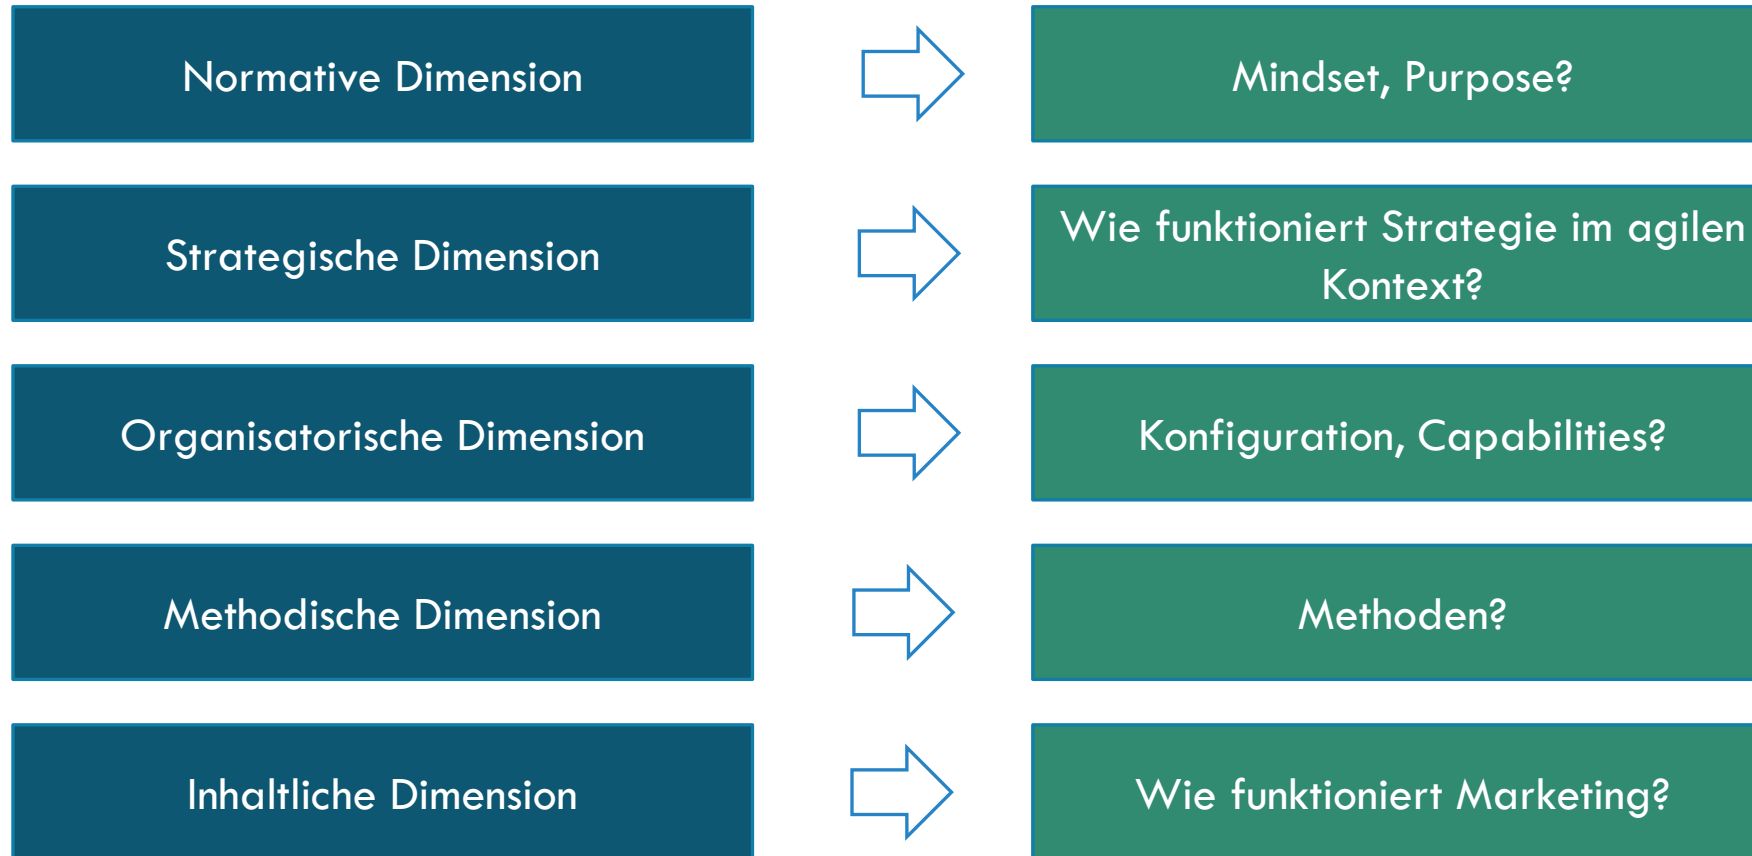 Normative Dimension
Mindset, Purpose?
Strategische Dimension
Wie funktioniert Strategie im agilen
Kontext?
Organisatorische Dimension
Konfiguration, Capabilities?
Methodische Dimension
Methoden?
Inhaltliche Dimension
Wie funktioniert Marketing?